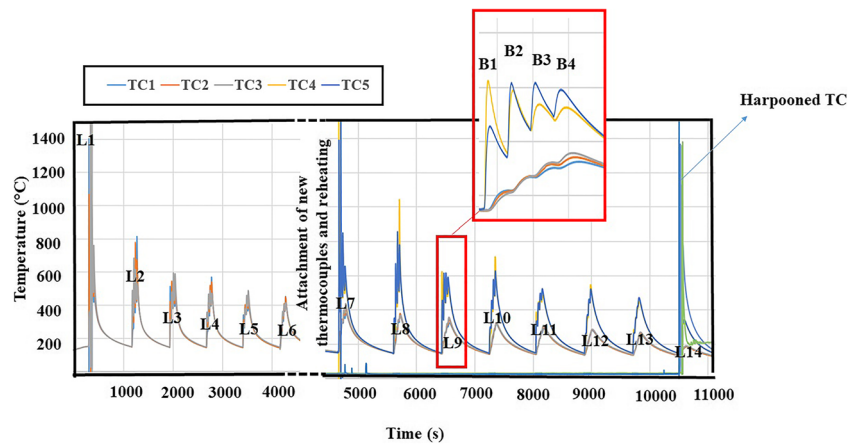 B1 B2 B3 B4
TC1 TC2 TC3 TC4 TC5
Harpooned TC
Temperature (°C)
1400
1200
1000
800
600
400
200
L1
L2
L3
L4
L5
L6
Attachment of new
thermocouples and reheating
L7
L8
L9
L10
L11
L12
L13
L14
1000 2000 3000 4000 5000 6000 7000 8000 9000 10000 11000
Time (s)